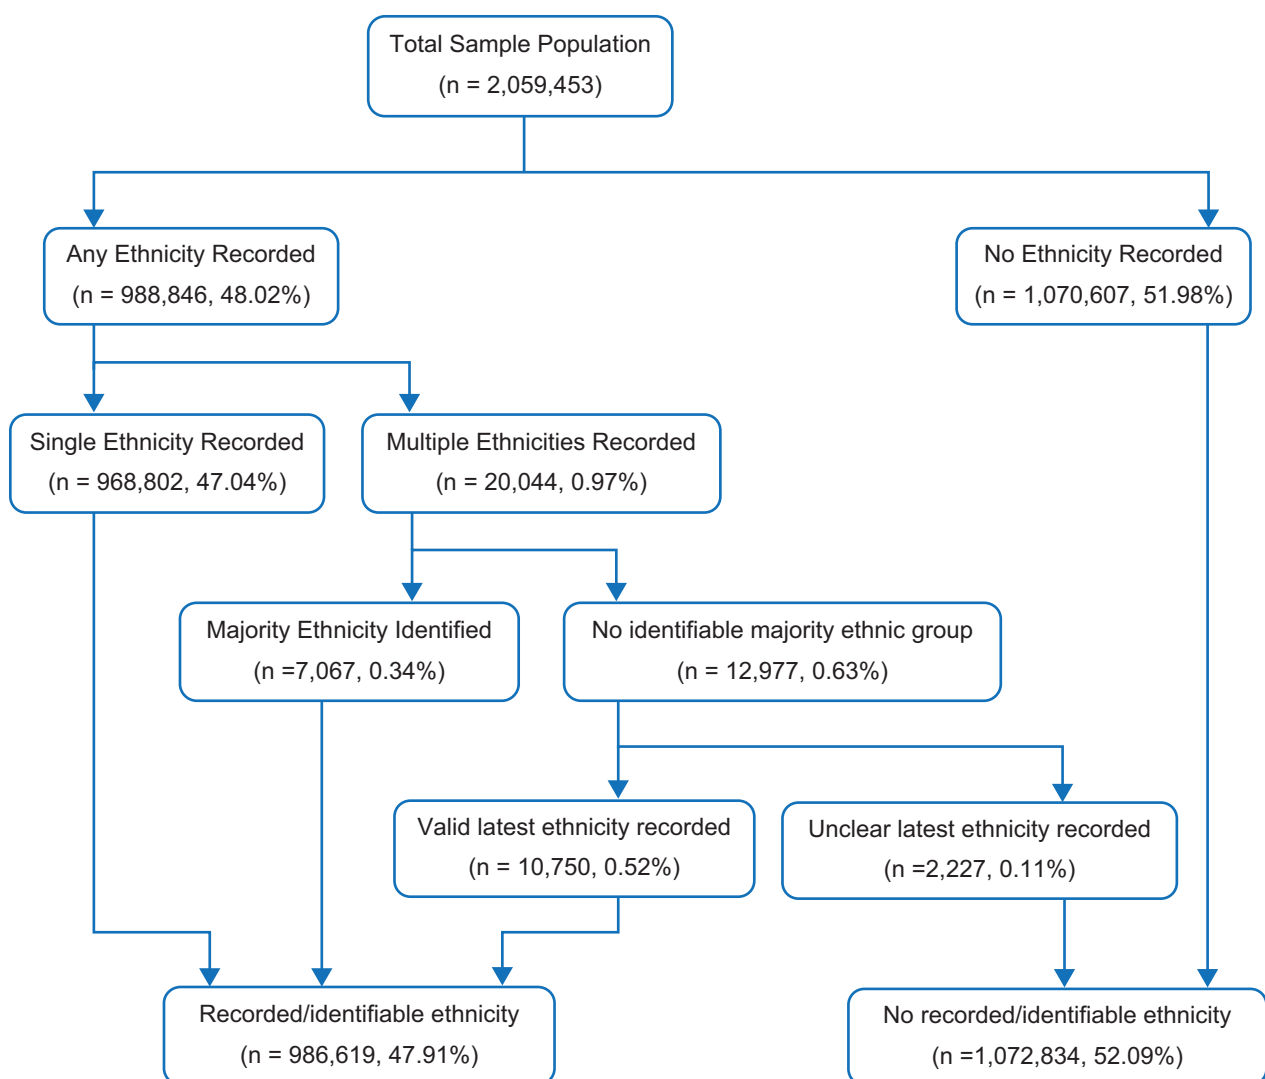 Total Sample Population
(n = 2,059,453)
Any Ethnicity Recorded
(n = 988,846, 48.02%)
No Ethnicity Recorded
(n = 1,070,607, 51.98%)
Single Ethnicity Recorded
(n = 968,802, 47.04%)
Multiple Ethnicities Recorded
(n = 20,044, 0.97%)
Majority Ethnicity Identified
(n =7,067, 0.34%)
No identifiable majority ethnic group
(n = 12,977, 0.63%)
Valid latest ethnicity recorded
(n = 10,750, 0.52%)
Unclear latest ethnicity recorded
(n =2,227, 0.11%)
Recorded/identifiable ethnicity
(n = 986,619, 47.91%)
No recorded/identifiable ethnicity
(n =1,072,834, 52.09%)